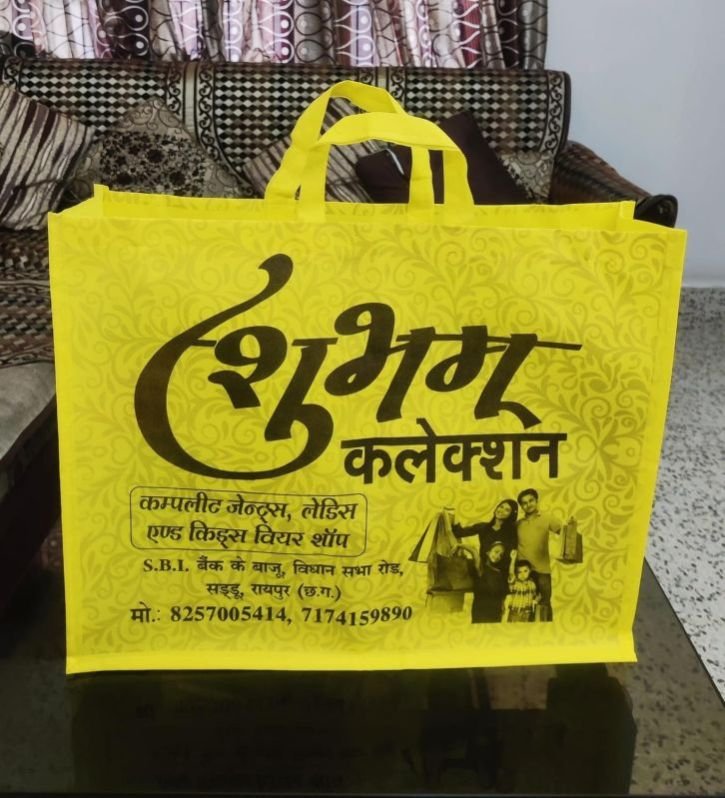 शुभम्
कलेक्शन
कम्पलीट जेन्ट्स, लेडिस
एण्ड किड्स वियर शॉप
S.B.I. बैंक के बाजू, विधान सभा रोड,
सड्डू, रायपुर (छ.ग.)
मो.: 8257005414, 7174159890